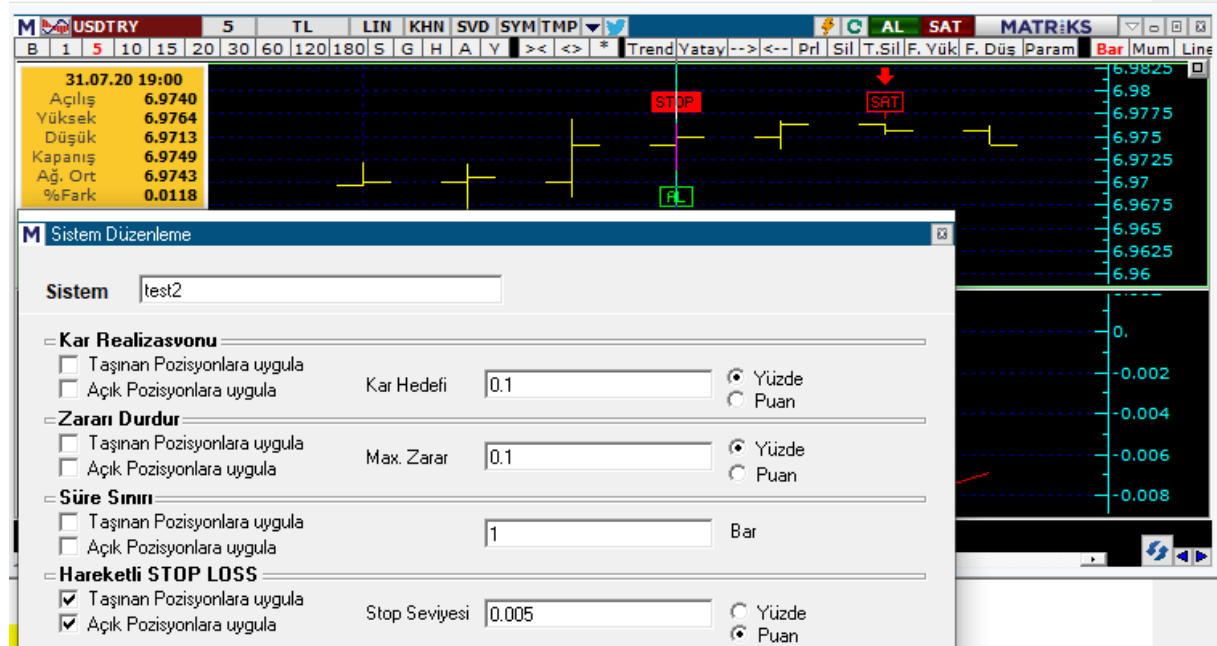 M USDTRY 5 TL LIN KHN SVD SYM TMP C AL SAT MATRiKS
B 1 5 10 15 20 30 60 120 180 S G H A Y >< <> * Trend Yatay --> <-- Prl Sil T.Sil F. Yük F. Düş Param Bar Mum Line
31.07.20 19:00
Açılış 6.9740
Yüksek 6.9764
Düşük 6.9713
Kapanış 6.9749
Ağ. Ort 6.9743
%Fark 0.0118
STOP
SAT
AL
6.9825
6.98
6.9775
6.975
6.9725
6.97
6.9675
6.965
6.9625
6.96
0.
-0.002
-0.004
-0.006
-0.008
M Sistem Düzenleme
Sistem test2
Kar Realizasyonu
Taşınan Pozisyonlara uygula
Açık Pozisyonlara uygula
Kar Hedefi 0.1
Yüzde
Puan
Zararı Durdur
Taşınan Pozisyonlara uygula
Açık Pozisyonlara uygula
Max. Zarar 0.1
Yüzde
Puan
Süre Sınırı
Taşınan Pozisyonlara uygula
Açık Pozisyonlara uygula
1 Bar
Hareketli STOP LOSS
Taşınan Pozisyonlara uygula
Açık Pozisyonlara uygula
Stop Seviyesi 0.005
Yüzde
Puan